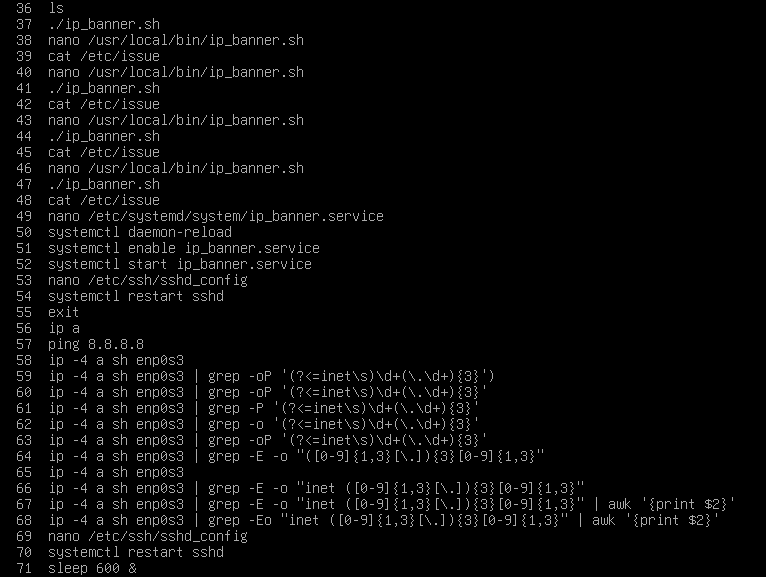 36  ls
37  ./ip_banner.sh
38  nano /usr/local/bin/ip_banner.sh
39  cat /etc/issue
40  nano /usr/local/bin/ip_banner.sh
41  ./ip_banner.sh
42  cat /etc/issue
43  nano /usr/local/bin/ip_banner.sh
44  ./ip_banner.sh
45  cat /etc/issue
46  nano /usr/local/bin/ip_banner.sh
47  ./ip_banner.sh
48  cat /etc/issue
49  nano /etc/systemd/system/ip_banner.service
50  systemctl daemon-reload
51  systemctl enable ip_banner.service
52  systemctl start ip_banner.service
53  nano /etc/ssh/sshd_config
54  systemctl restart sshd
55  exit
56  ip a
57  ping 8.8.8.8
58  ip -4 a sh enp0s3
59  ip -4 a sh enp0s3 | grep -oP '(?<=inet\s)\d+(\.\d+){3}')
60  ip -4 a sh enp0s3 | grep -oP '(?<=inet\s)\d+(\.\d+){3}'
61  ip -4 a sh enp0s3 | grep -P '(?<=inet\s)\d+(\.\d+){3}'
62  ip -4 a sh enp0s3 | grep -o '(?<=inet\s)\d+(\.\d+){3}'
63  ip -4 a sh enp0s3 | grep -oP '(?<=inet\s)\d+(\.\d+){3}'
64  ip -4 a sh enp0s3 | grep -E -o "([0-9]{1,3}[\.]){3}[0-9]{1,3}"
65  ip -4 a sh enp0s3
66  ip -4 a sh enp0s3 | grep -E -o "inet ([0-9]{1,3}[\.]){3}[0-9]{1,3}"
67  ip -4 a sh enp0s3 | grep -E -o "inet ([0-9]{1,3}[\.]){3}[0-9]{1,3}" | awk '{print $2}'
68  ip -4 a sh enp0s3 | grep -Eo "inet ([0-9]{1,3}[\.]){3}[0-9]{1,3}" | awk '{print $2}'
69  nano /etc/ssh/sshd_config
70  systemctl restart sshd
71  sleep 600 &